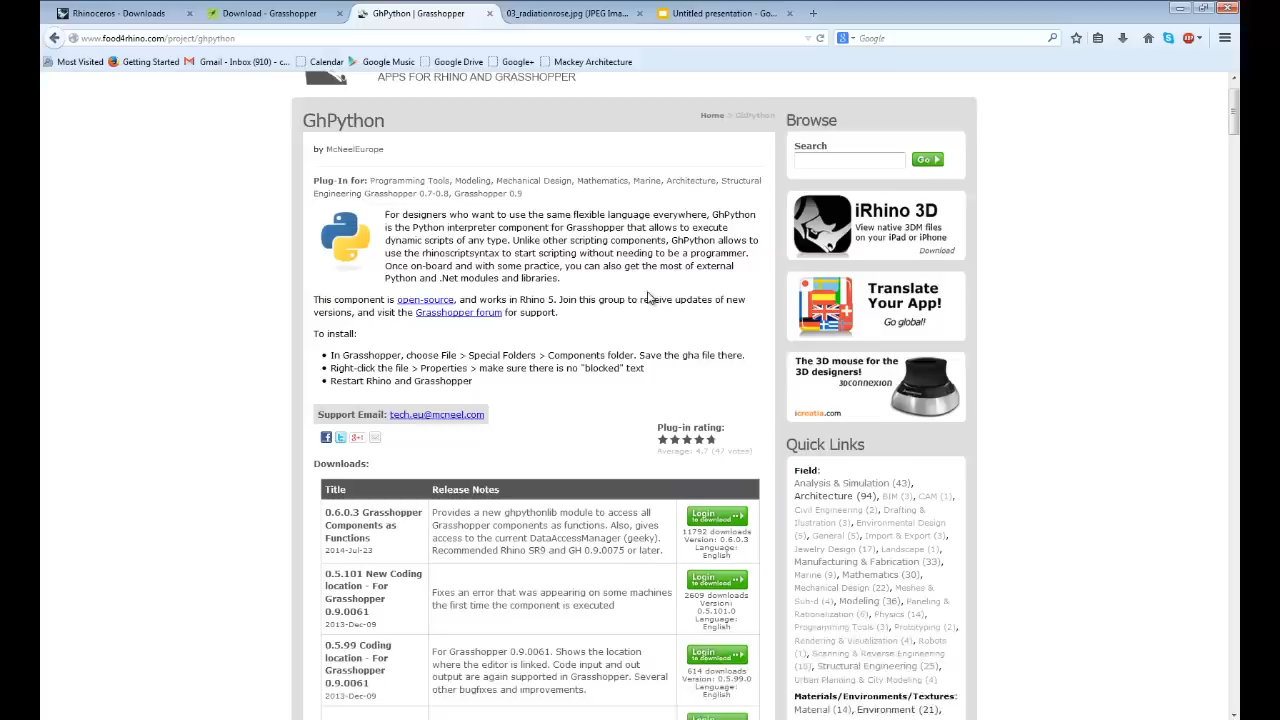 Rhinoceros - Downloads
Download - Grasshopper
GhPython | Grasshopper
03_radiationrose.jpg (JPEG Ima...
Untitled presentation - Go...
www.food4rhino.com/project/ghpython
Google
Most Visited
Getting Started
Gmail - Inbox (910) - c...
Calendar
Google Music
Google Drive
Google+
Mackey Architecture
APPS FOR RHINO AND GRASSHOPPER
GhPython
Home > GhPython
by McNeelEurope
Plug-In for: Programming Tools, Modeling, Mechanical Design, Mathematics, Marine, Architecture, Structural
Engineering Grasshopper 0.7-0.8, Grasshopper 0.9
For designers who want to use the same flexible language everywhere, GhPython
is the Python interpreter component for Grasshopper that allows to execute
dynamic scripts of any type. Unlike other scripting components, GhPython allows to
use the rhinoscriptsyntax to start scripting without needing to be a programmer.
Once on-board and with some practice, you can also get the most of external
Python and .Net modules and libraries.
This component is open-source, and works in Rhino 5. Join this group to receive updates of new
versions, and visit the Grasshopper forum for support.
To install:
• In Grasshopper, choose File > Special Folders > Components folder. Save the gha file there.
• Right-click the file > Properties > make sure there is no "blocked" text
• Restart Rhino and Grasshopper
Support Email: tech.eu@mcneel.com
Plug-in rating:
Average: 4.7 (47 votes)
Downloads:
Title
Release Notes
0.6.0.3 Grasshopper
Components as
Functions
2014-Jul-23
Provides a new ghpythonlib module to access all
Grasshopper components as functions. Also, gives
access to the current DataAccessManager (geeky).
Recommended Rhino SR9 and GH 0.9.0075 or later.
Login
to download
11792 downloads
Version: 0.6.0.3
Language:
English
0.5.101 New Coding
location - For
Grasshopper
0.9.0061
2013-Dec-09
Fixes an error that was appearing on some machines
the first time the component is executed
Login
to download
2609 downloads
Version:
0.5.101.0
Language:
English
0.5.99 Coding
location - For
Grasshopper
0.9.0061
2013-Dec-09
For Grasshopper 0.9.0061. Shows the location
where the editor is linked. Code input and out
output are again supported in Grasshopper. Several
other bugfixes and improvements.
Login
to download
614 downloads
Version: 0.5.99.0
Language:
English
Browse
Search
Go
iRhino 3D
View native 3DM files
on your iPad or iPhone
Download
Translate
Your App!
Go global!
The 3D mouse for the
3D designers!
3DCONNEXION
icreatia.com
Quick Links
Field:
Analysis & Simulation (43),
Architecture (94), BIM (3), CAM (1),
Civil Engineering (2), Drafting &
Illustration (3), Environmental Design
(5), General (5), Import & Export (3),
Jewelry Design (17), Landscape (1),
Manufacturing & Fabrication (33),
Marine (9), Mathematics (30),
Mechanical Design (22), Meshes &
Sub-d (4), Modeling (36), Paneling &
Rationalization (6), Physics (14),
Programming Tools (3), Prototyping (2),
Rendering & Visualization (4), Robots
(1), Scanning & Reverse Engineering
(15), Structural Engineering (25),
Urban Planning & City Modeling (4)
Materials/Environments/Textures:
Material (14), Environment (21),